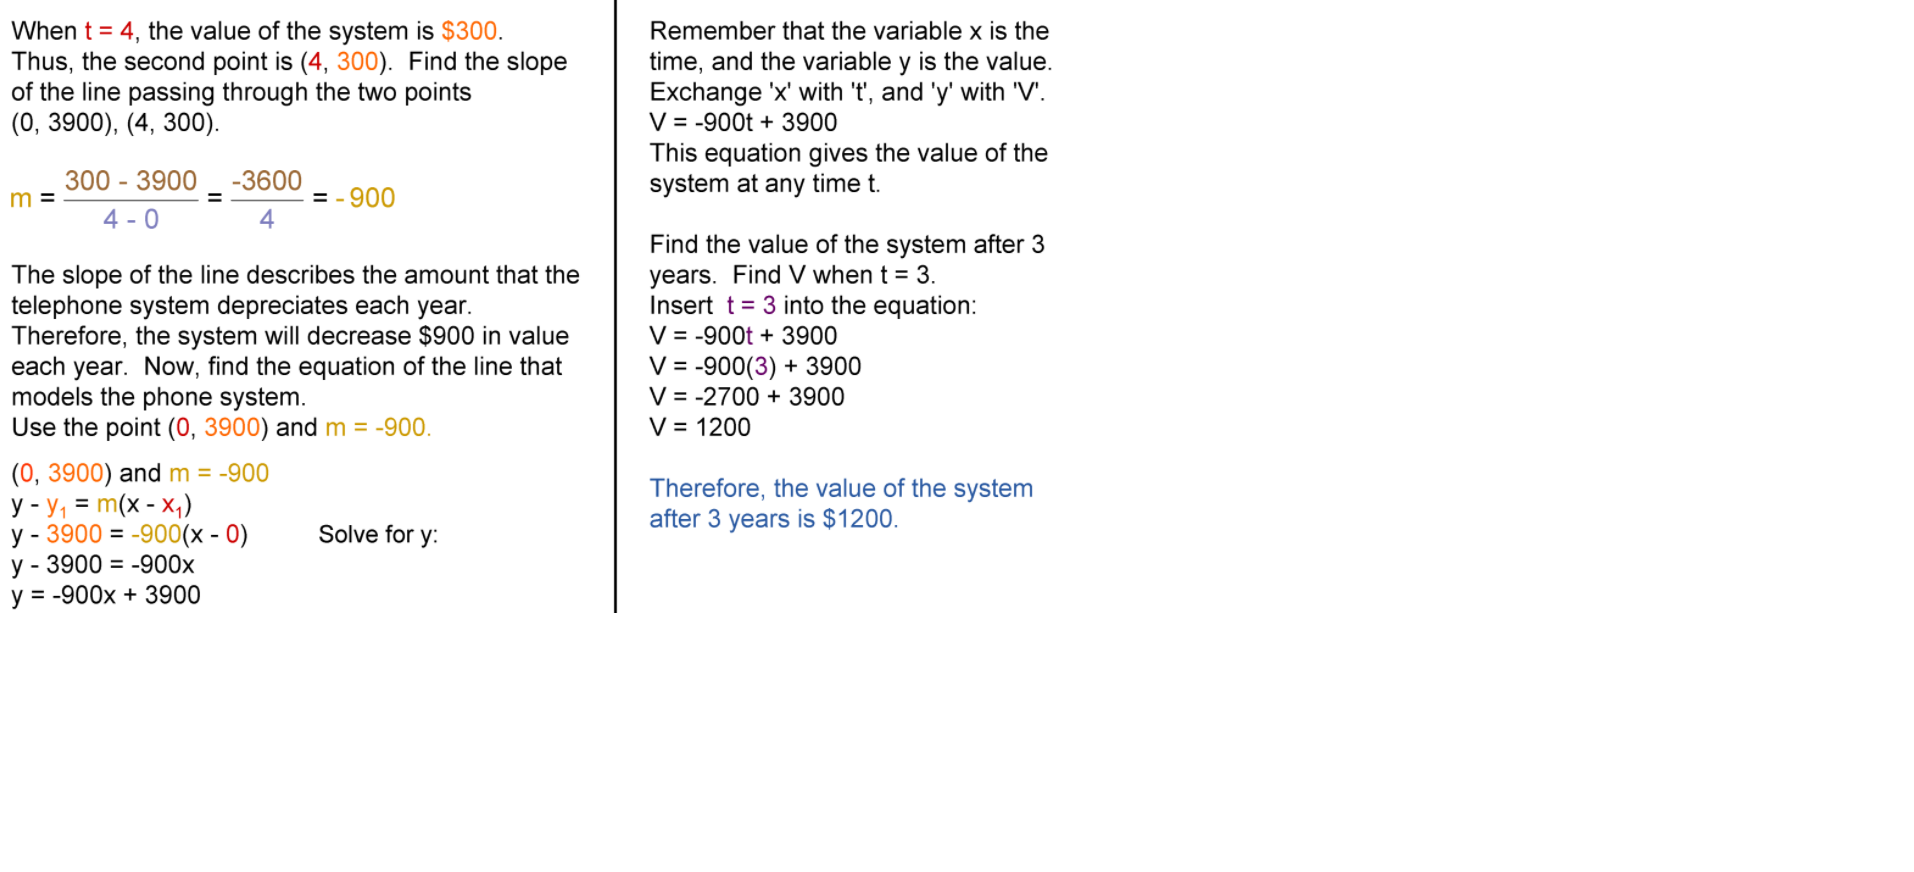 When t = 4, the value of the system is $300.
Thus, the second point is (4, 300).  Find the slope
of the line passing through the two points
(0, 3900), (4, 300).
m = 300 - 3900 / 4 - 0 = -3600 / 4 = - 900
The slope of the line describes the amount that the
telephone system depreciates each year.
Therefore, the system will decrease $900 in value
each year.  Now, find the equation of the line that
models the phone system.
Use the point (0, 3900) and m = -900.
(0, 3900) and m = -900
y - y₁ = m(x - x₁)
y - 3900 = -900(x - 0)  Solve for y:
y - 3900 = -900x
y = -900x + 3900
Remember that the variable x is the
time, and the variable y is the value.
Exchange 'x' with 't', and 'y' with 'V'.
V = -900t + 3900
This equation gives the value of the
system at any time t.
Find the value of the system after 3
years.  Find V when t = 3.
Insert  t = 3 into the equation:
V = -900t + 3900
V = -900(3) + 3900
V = -2700 + 3900
V = 1200
Therefore, the value of the system
after 3 years is $1200.